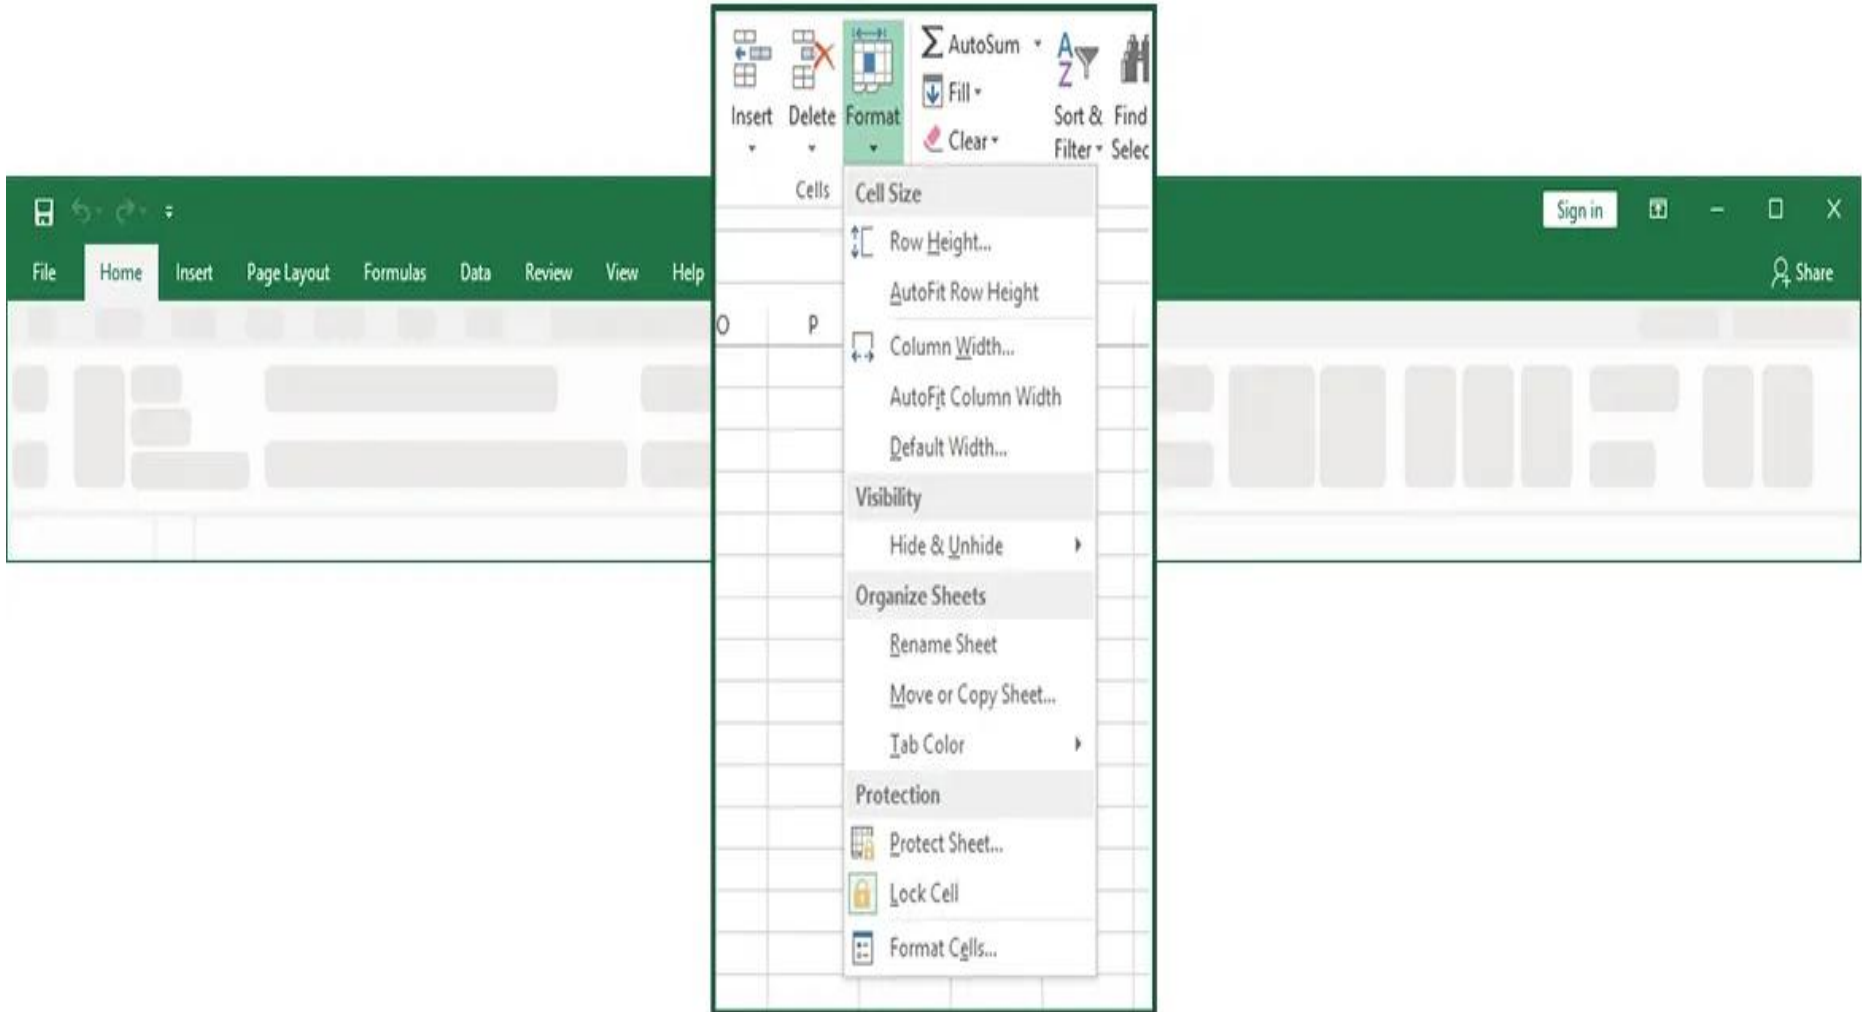 Insert Delete Format
AutoSum
Fill
Clear
Sort & Filter
Find
Selec
Cells
Sign in
File Home Insert Page Layout Formulas Data Review View Help
Share
O P
Cell Size
Row Height...
AutoFit Row Height
Column Width...
AutoFit Column Width
Default Width...
Visibility
Hide & Unhide
Organize Sheets
Rename Sheet
Move or Copy Sheet...
Tab Color
Protection
Protect Sheet...
Lock Cell
Format Cells...